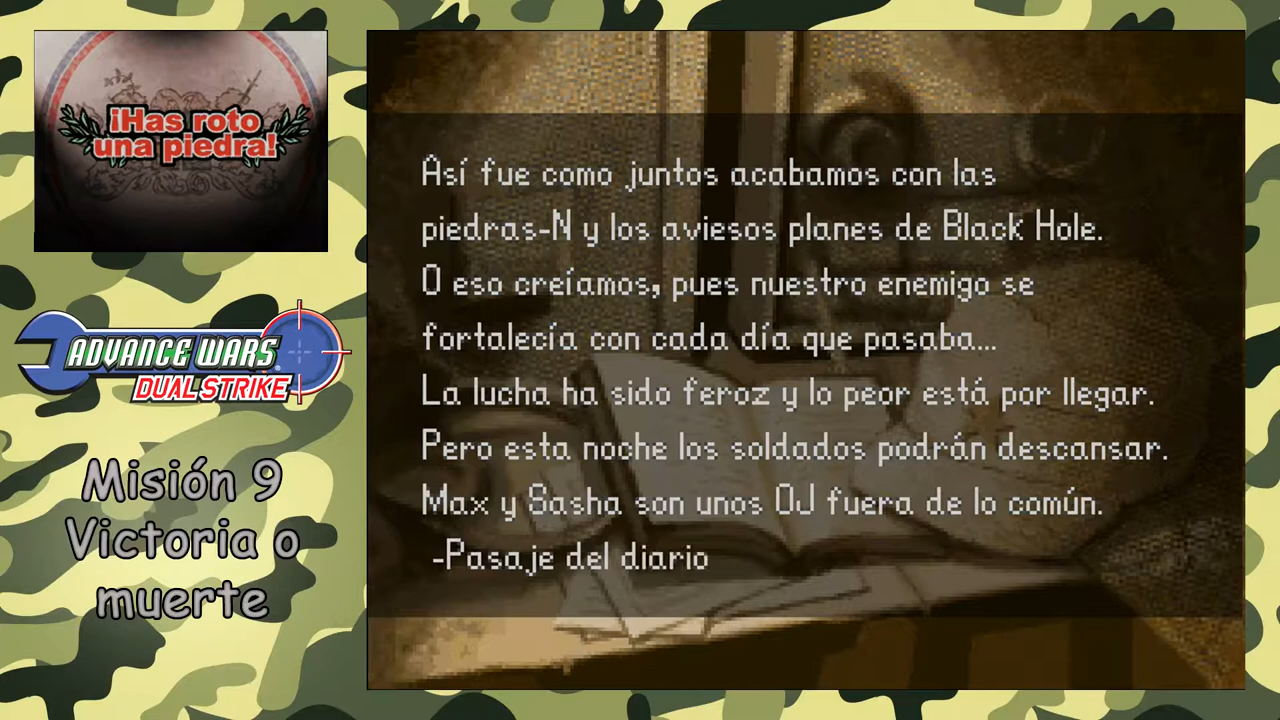 ¡Has roto
una piedra!
ADVANCE WARS
DUAL STRIKE
Misión 9
Victoria o
muerte
Así fue como juntos acabamos con las
piedras-N y los aviesos planes de Black Hole.
O eso creíamos, pues nuestro enemigo se
fortalecía con cada día que pasaba...
La lucha ha sido feroz y lo peor está por llegar.
Pero esta noche los soldados podrán descansar.
Max y Sasha son unos OJ fuera de lo común.
-Pasaje del diario